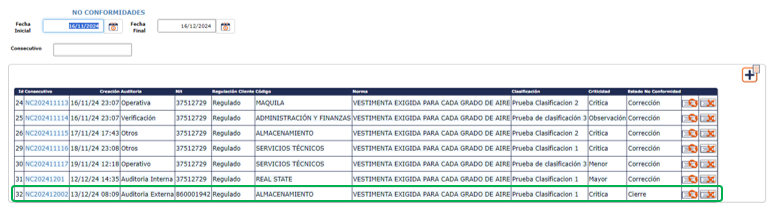 NO CONFORMIDADES
Fecha Inicial 16/11/2024 Fecha Final 16/12/2024
Consecutivo
Id Consecutivo Creación Auditoría Nit Regulación Cliente Código Norma Clasificación Criticidad Estado No Conformidad
24 NC202411113 16/11/24 23:07 Operativa 37512729 Regulado MAQUILA VESTIMENTA EXIGIDA PARA CADA GRADO DE AIRE Prueba Clasificacion 2 Crítica Corrección
25 NC202411114 16/11/24 23:07 Verificación 37512729 Regulado ADMINISTRACIÓN Y FINANZAS VESTIMENTA EXIGIDA PARA CADA GRADO DE AIRE Prueba de clasificación 3 Observación Corrección
26 NC202411115 17/11/24 17:43 Otros 37512729 Regulado ALMACENAMIENTO VESTIMENTA EXIGIDA PARA CADA GRADO DE AIRE Prueba Clasificacion 2 Crítica Corrección
29 NC202411116 18/11/24 23:08 Otros 37512729 Regulado SERVICIOS TÉCNICOS VESTIMENTA EXIGIDA PARA CADA GRADO DE AIRE Prueba Clasificacion 1 Crítica Corrección
30 NC202411117 19/11/24 12:18 Operativo 37512729 Regulado SERVICIOS TÉCNICOS VESTIMENTA EXIGIDA PARA CADA GRADO DE AIRE Prueba de clasificación 3 Menor Corrección
31 NC20241201 12/12/24 14:35 Auditoria Interna 37512729 Regulado REAL STATE VESTIMENTA EXIGIDA PARA CADA GRADO DE AIRE Prueba Clasificacion 1 Mayor Corrección
32 NC202412002 13/12/24 08:09 Auditoria Externa 860001942 Regulado ALMACENAMIENTO VESTIMENTA EXIGIDA PARA CADA GRADO DE AIRE Prueba Clasificacion 1 Crítica Cierre